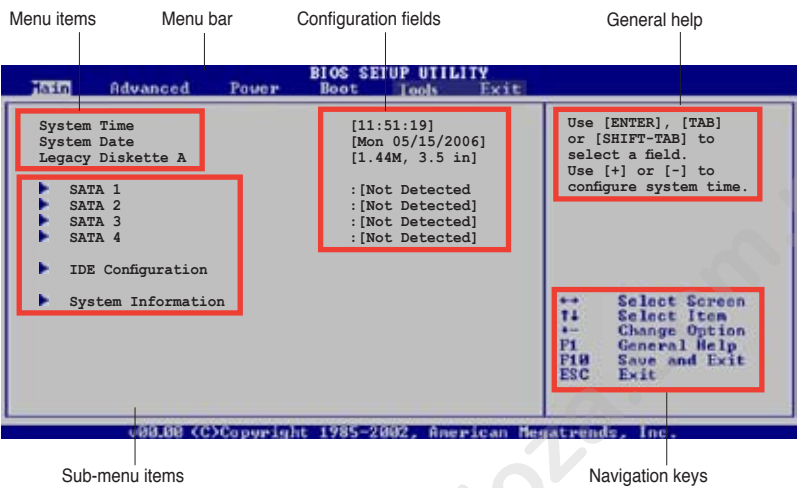 Menu items Menu bar Configuration fields General help
BIOS SETUP UTILITY
Main Advanced Power Boot Tools Exit
System Time [11:51:19]
System Date [Mon 05/15/2006]
Legacy Diskette A [1.44M, 3.5 in]
SATA 1 :[Not Detected
SATA 2 :[Not Detected]
SATA 3 :[Not Detected]
SATA 4 :[Not Detected]
IDE Configuration
System Information
Use [ENTER], [TAB]
or [SHIFT-TAB] to
select a field.
Use [+] or [-] to
configure system time.
←→ Select Screen
↑↓ Select Item
+- Change Option
F1 General Help
F10 Save and Exit
ESC Exit
v00.00 (C)Copyright 1985-2002, American Megatrends, Inc.
Sub-menu items Navigation keys